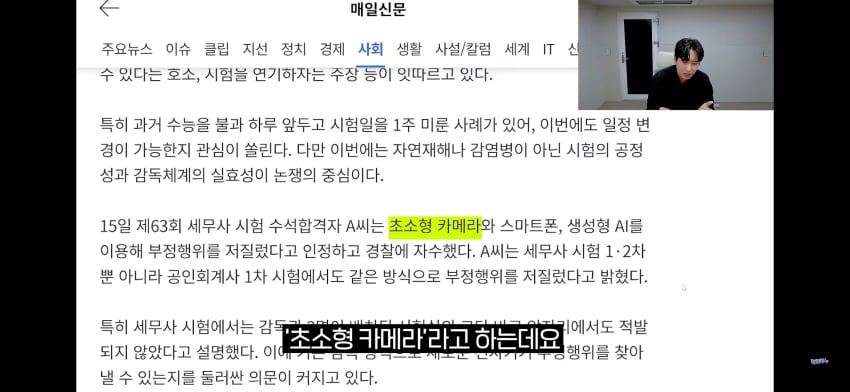 매일신문
주요뉴스 이슈 클립 지선 정치 경제 사회 생활 사설/칼럼 세계 IT
수 있다는 호소, 시험을 연기하자는 주장 등이 잇따르고 있다.
특히 과거 수능을 불과 하루 앞두고 시험일을 1주 미룬 사례가 있어, 이번에도 일정 변
경이 가능한지 관심이 쏠린다. 다만 이번에는 자연재해나 감염병이 아닌 시험의 공정
성과 감독체계의 실효성이 논쟁의 중심이다.
15일 제63회 세무사 시험 수석합격자 A씨는 초소형 카메라와 스마트폰, 생성형 AI를
이용해 부정행위를 저질렀다고 인정하고 경찰에 자수했다. A씨는 세무사 시험 1·2차
뿐 아니라 공인회계사 1차 시험에서도 같은 방식으로 부정행위를 저질렀다고 밝혔다.
특히 세무사 시험에서는 적발
'초소형 카메라'라고 하는데요
되지 않았다고 설명했다. 부정행위를 찾아
낼 수 있는지를 둘러싼 의문이 커지고 있다.